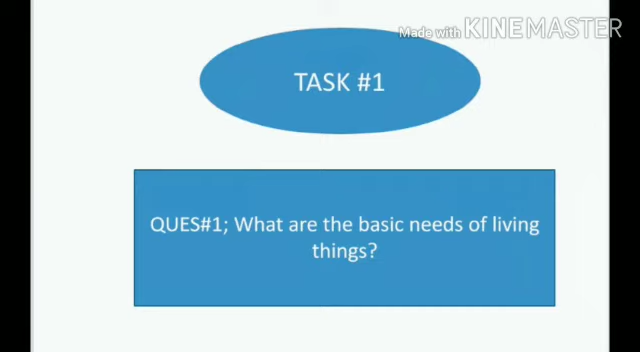 Made with KINEMASTER
TASK #1
QUES#1; What are the basic needs of living
things?